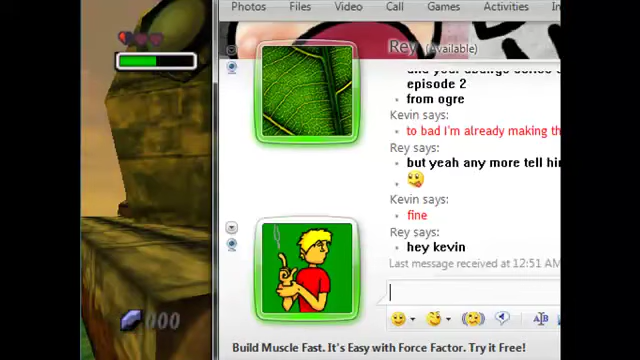 Photos Files Video Call Games Activities
Rey (Available)
episode 2
from ogre
Kevin says:
to bad I'm already making
Rey says:
but yeah any more tell
Kevin says:
fine
Rey says:
hey kevin
Last message received at 12:51 AM
000
Build Muscle Fast. It's Easy with Force Factor. Try it Free!